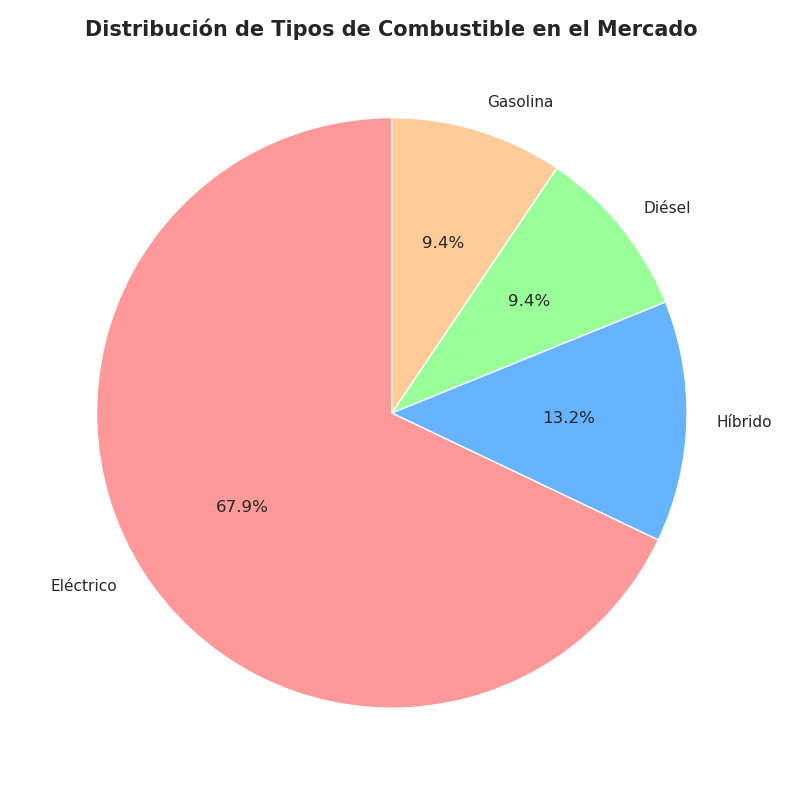 Distribución de Tipos de Combustible en el Mercado
Gasolina
Diésel
9.4%
9.4%
Híbrido
13.2%
67.9%
Eléctrico